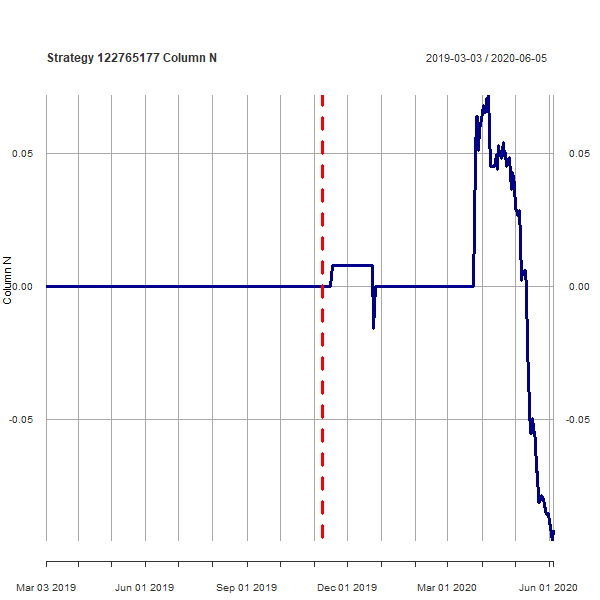 Strategy 122765177 Column N
2019-03-03 / 2020-06-05
0.05
0.05
0.00
0.00
-0.05
-0.05
Column N
Mar 03 2019
Jun 01 2019
Sep 01 2019
Dec 01 2019
Mar 01 2020
Jun 01 2020